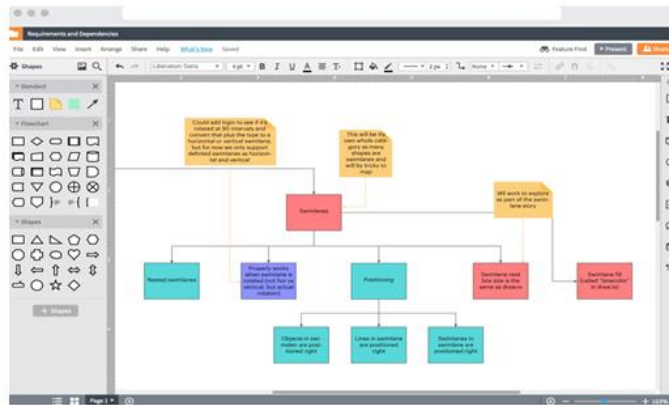 Requirements and Dependencies
File Edit View Insert Arrange Share Help What's New Saved
Feature Find
Present
Share
Shapes
Liberation Sans
B I U A T
2 px
None
Standard
T
Flowchart
Shapes
+ Shapes
Could add logic to see if it's
rotated at 90 intervals and
convert that plus the type to a
horizontal or vertical swimlane,
but for now we only support
defined swimlanes as horizon-
tal and vertical
This will be its
own whole cate-
gory as many
shapes are
swimlanes and
will be tricky to
map
Will work to explore
as part of the swim-
lane story
Swimlanes
Nested swimlanes
Properly works
when swimlane is
rotated (not hor vs
vertical, but actual
rotation)
Positioning
Swimlane next
box size is the
same as draw.io
Swimlane fill
in draw.io)
Objects in swi
mlanes are posi-
tioned right
Lines in swimlane
are positioned
right
Swimlanes in
swimlane are
positioned right
Page 1